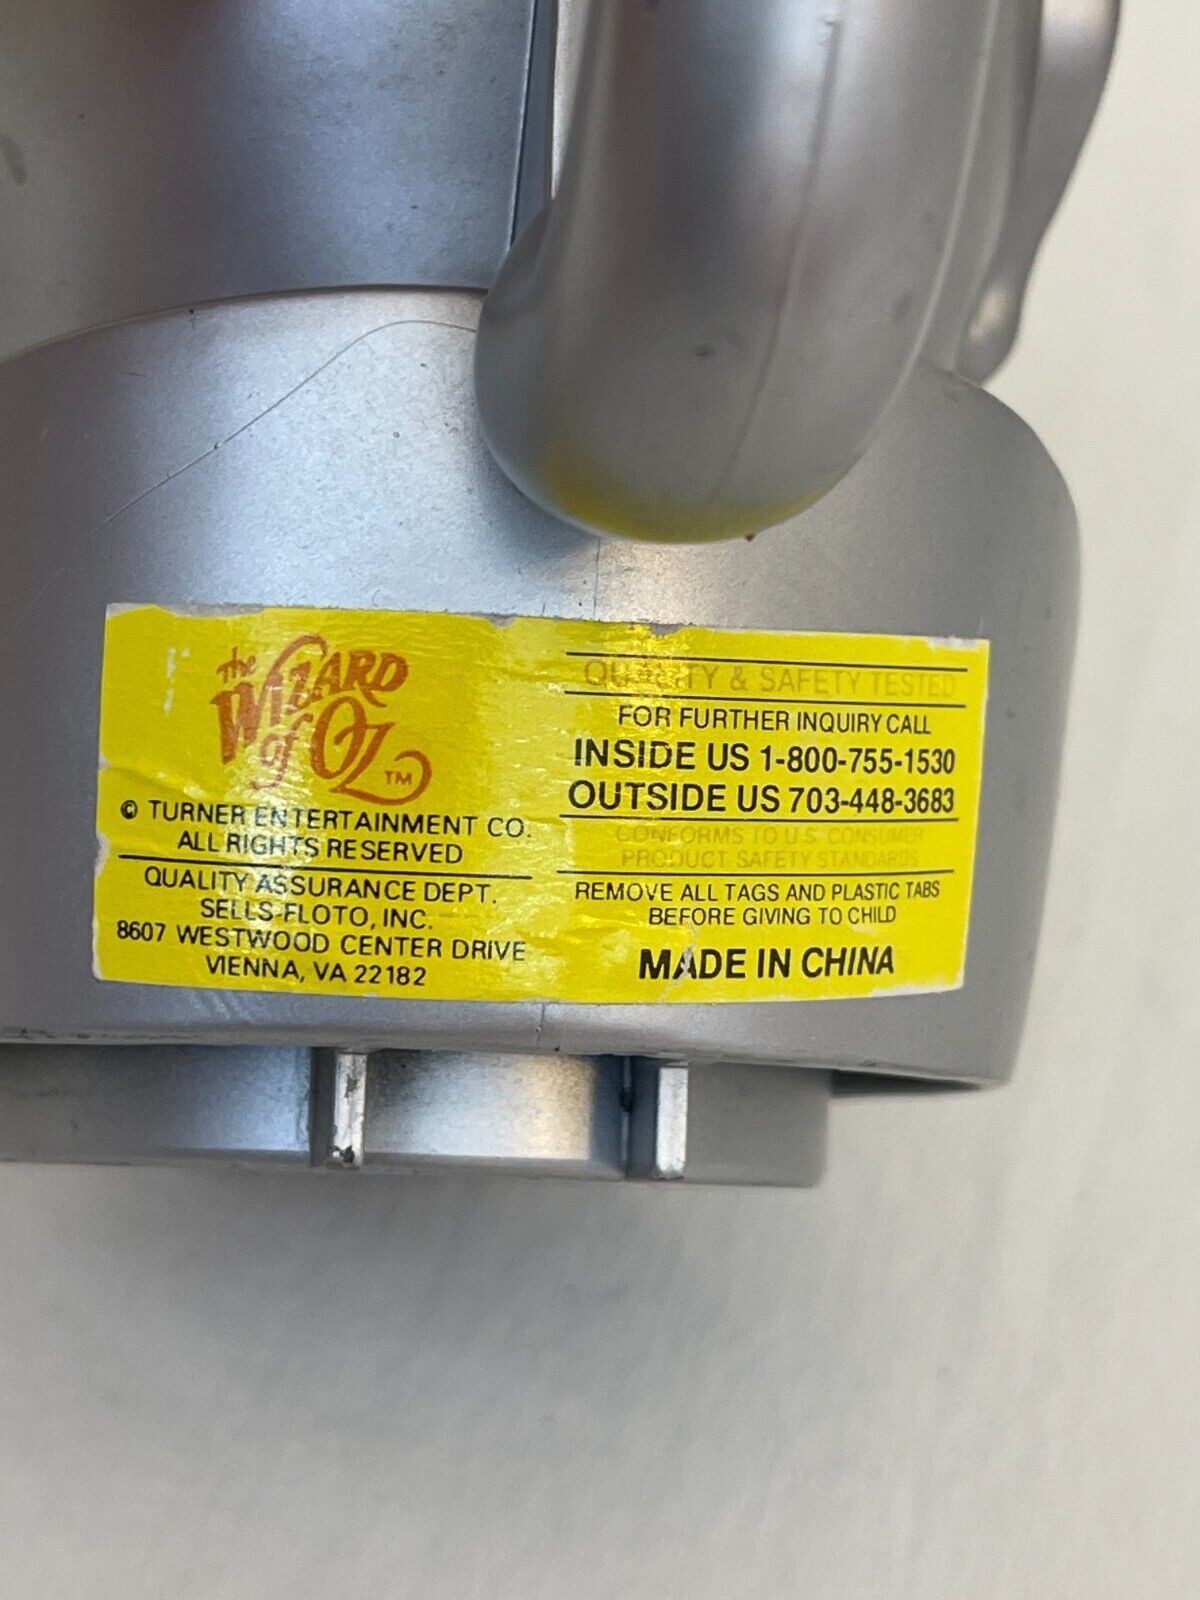 the
WIZARD
of OZ TM
© TURNER ENTERTAINMENT CO.
ALL RIGHTS RESERVED
QUALITY ASSURANCE DEPT.
SELLS-FLOTO, INC.
8607 WESTWOOD CENTER DRIVE
VIENNA, VA 22182
QUALITY & SAFETY TESTED
FOR FURTHER INQUIRY CALL
INSIDE US 1-800-755-1530
OUTSIDE US 703-448-3683
CONFORMS TO U.S. CONSUMER
PRODUCT SAFETY STANDARDS
REMOVE ALL TAGS AND PLASTIC TABS
BEFORE GIVING TO CHILD
MADE IN CHINA